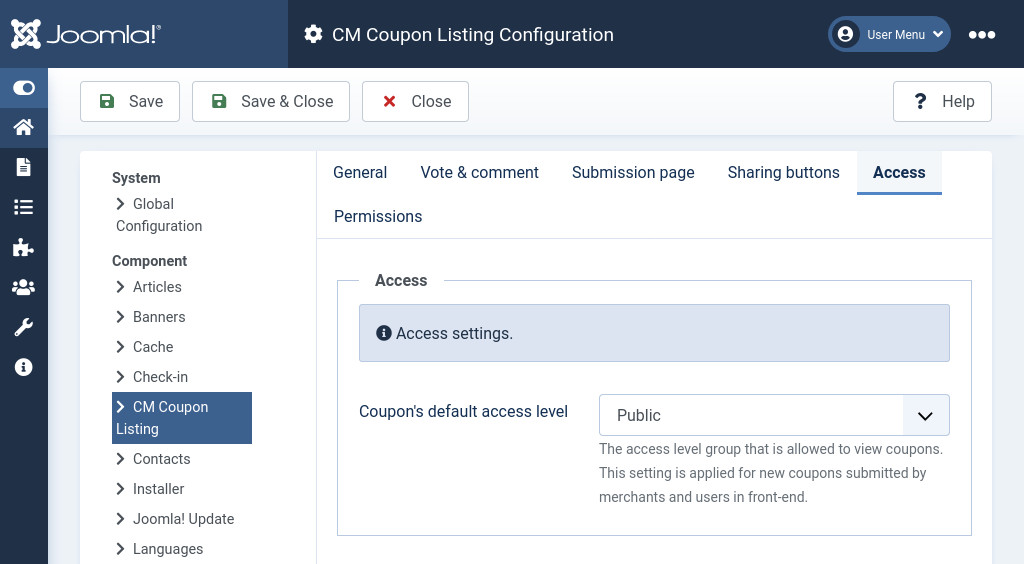 Joomla!®
CM Coupon Listing Configuration
User Menu
Save
Save & Close
Close
? Help
System
Global
Configuration
Component
Articles
Banners
Cache
Check-in
CM Coupon
Listing
Contacts
Installer
Joomla! Update
Languages
General
Vote & comment
Submission page
Sharing buttons
Access
Permissions
Access
Access settings.
Coupon's default access level
Public
The access level group that is allowed to view coupons.
This setting is applied for new coupons submitted by
merchants and users in front-end.